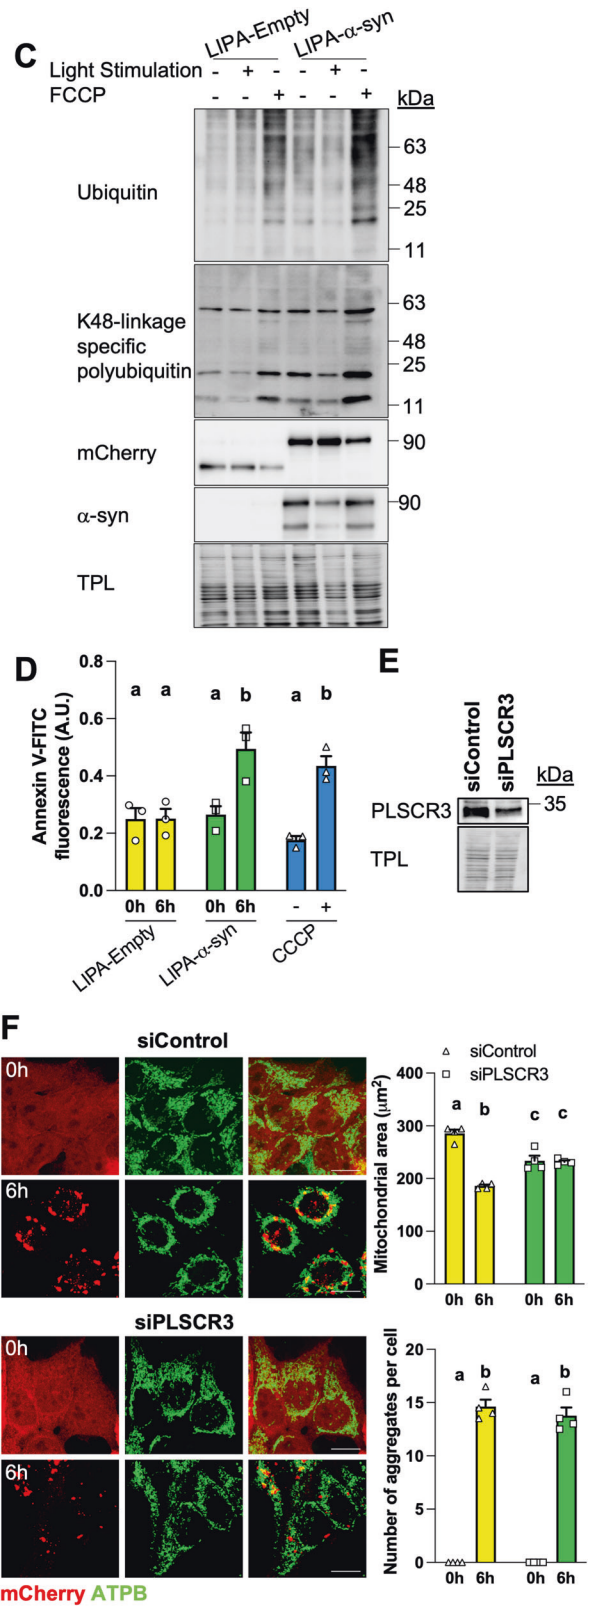 C
LIPA-Empty
LIPA-α-syn
Light Stimulation - + - - + -
FCCP - - + - - + kDa
Ubiquitin
63
48
25
11
K48-linkage
specific
polyubiquitin
63
48
25
11
mCherry
90
α-syn
90
TPL
D
Annexin V-FITC
fluorescence (A.U.)
0.8
0.6
0.4
0.2
0.0
a a a b a b
0h 6h 0h 6h - +
LIPA-Empty
LIPA-α-syn
CCCP
E
siControl
siPLSCR3
kDa
PLSCR3
35
TPL
F
siControl
0h
6h
siPLSCR3
0h
6h
mCherry ATPB
siControl
siPLSCR3
Mitochondrial area (μm2)
400
300
200
100
0
a b c c
0h 6h 0h 6h
Number of aggregates per cell
20
15
10
5
0
a b a b
0h 6h 0h 6h